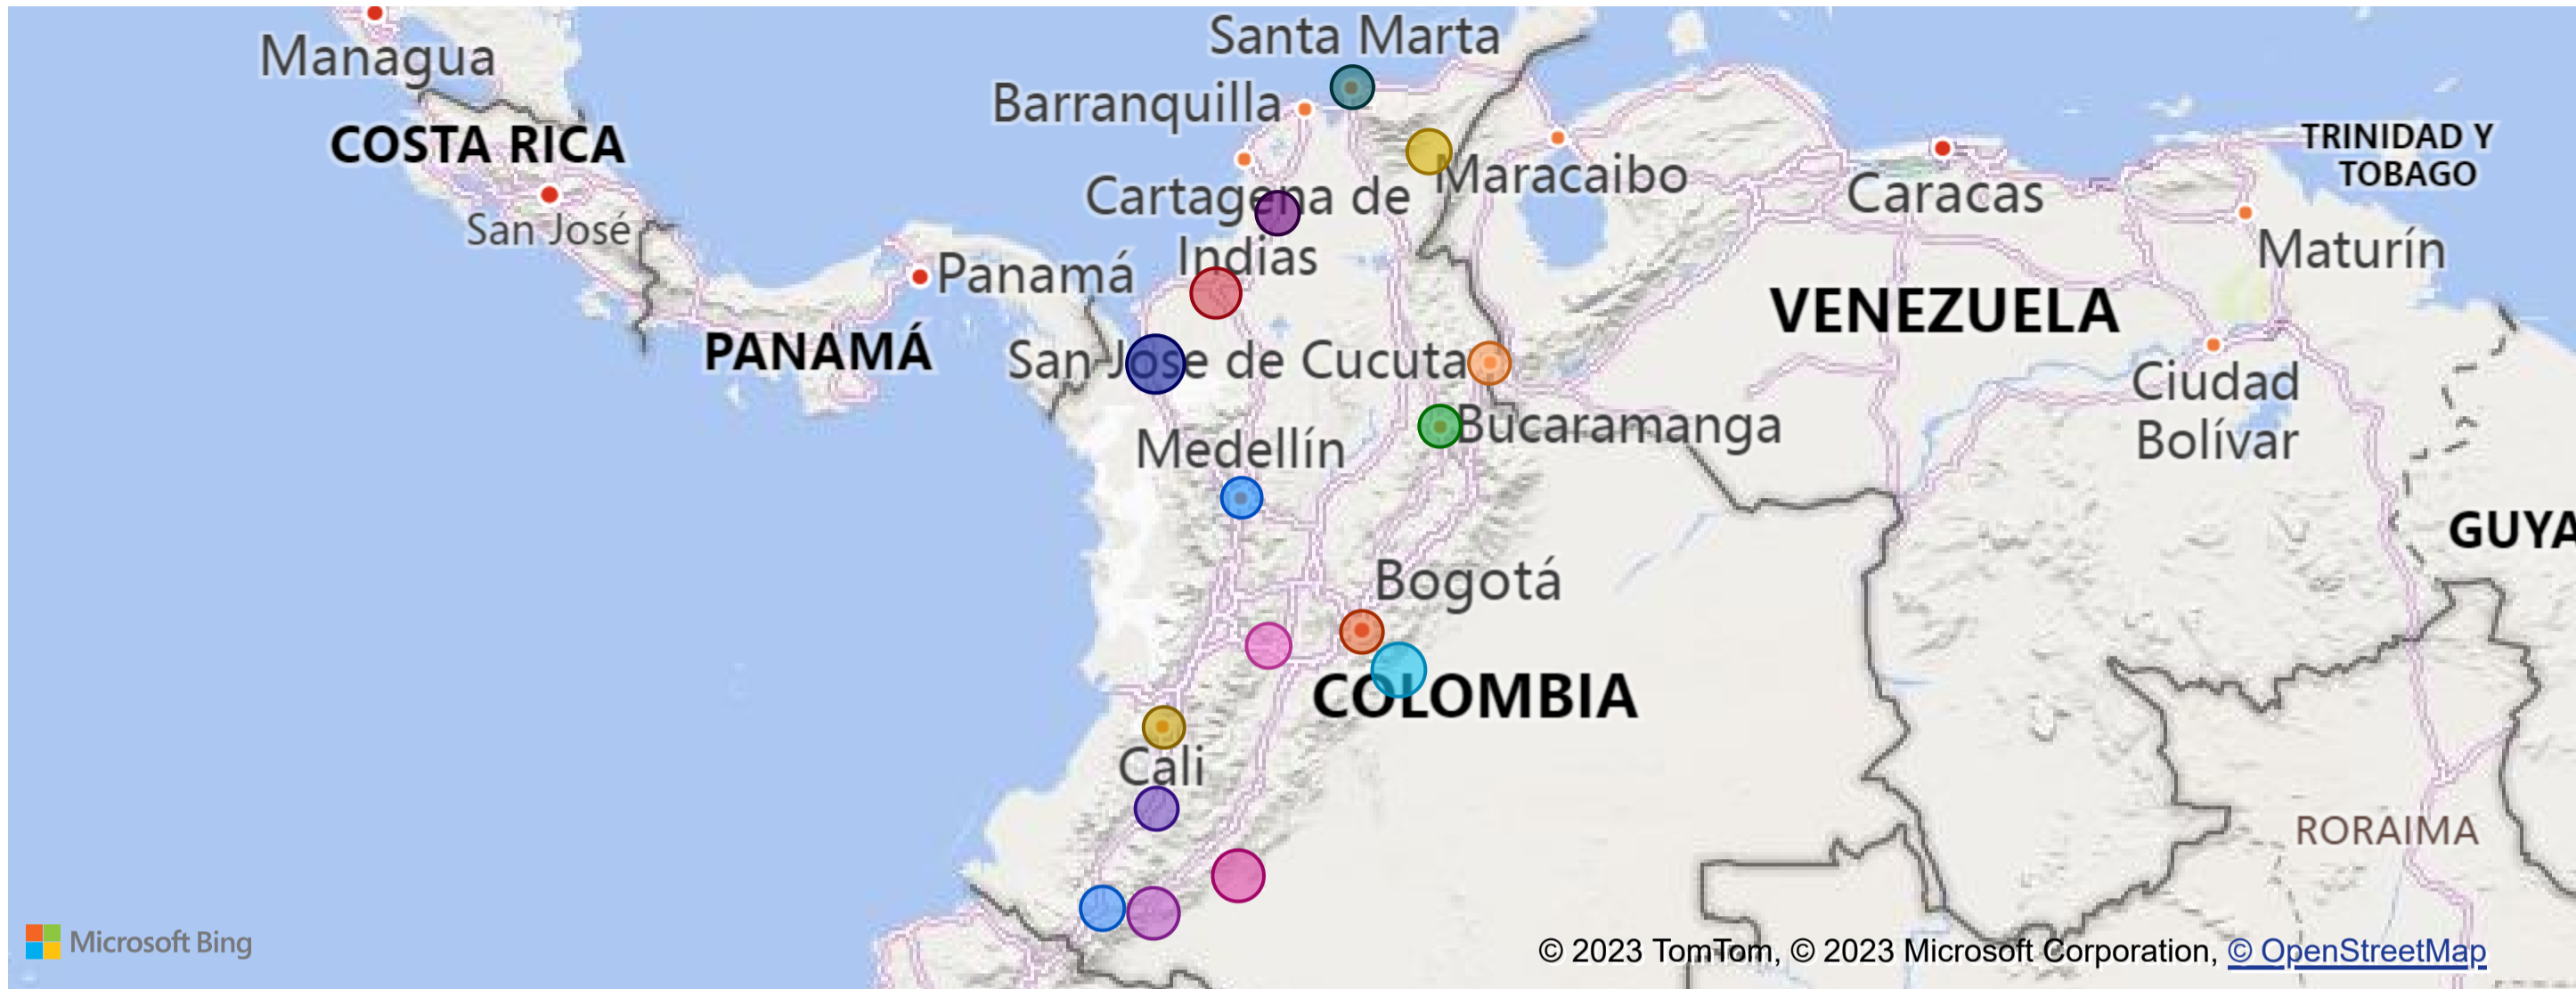 Santa Marta
Managua
Barranquilla
COSTA RICA
TRINIDAD Y
TOBAGO
Maracaibo
Cartagena de
Indias
Caracas
San José
Maturín
Panamá
VENEZUELA
PANAMÁ
San Jose de Cucuta
Ciudad
Bolívar
Bucaramanga
Medellín
GUYA
Bogotá
COLOMBIA
Cali
RORAIMA
Microsoft Bing
© 2023 TomTom, © 2023 Microsoft Corporation, © OpenStreetMap